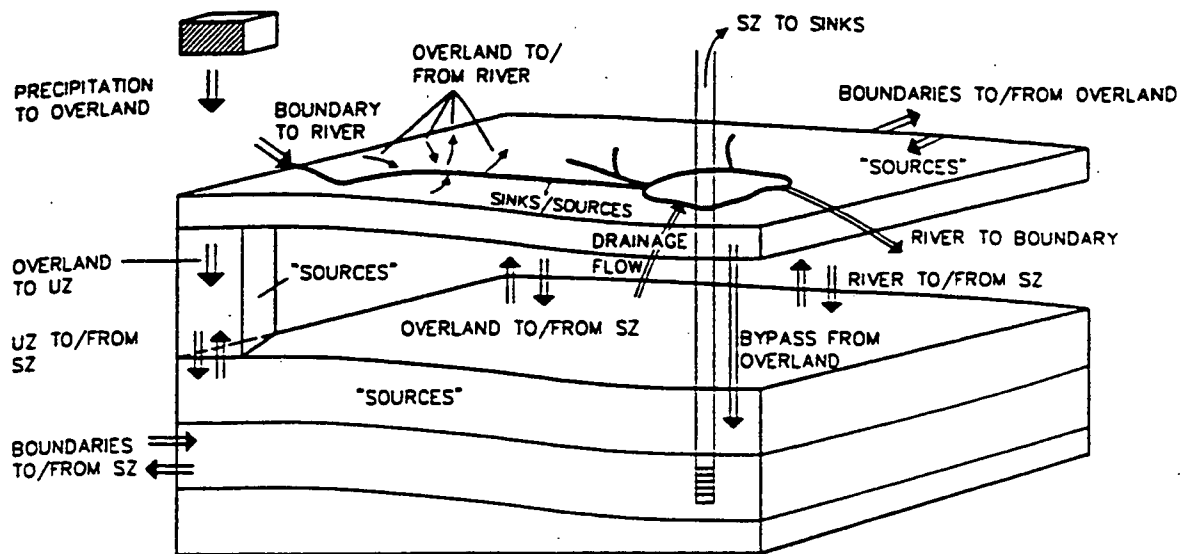 SZ TO SINKS
OVERLAND TO/
FROM RIVER
PRECIPITATION
TO OVERLAND
BOUNDARY
TO RIVER
BOUNDARIES TO/FROM OVERLAND
"SOURCES"
SINKS/SOURCES
DRAINAGE
FLOW
RIVER TO BOUNDARY
OVERLAND
TO UZ
"SOURCES"
RIVER TO/FROM SZ
OVERLAND TO/FROM SZ
UZ TO/FROM
SZ
BYPASS FROM
OVERLAND
"SOURCES"
BOUNDARIES
TO/FROM SZ